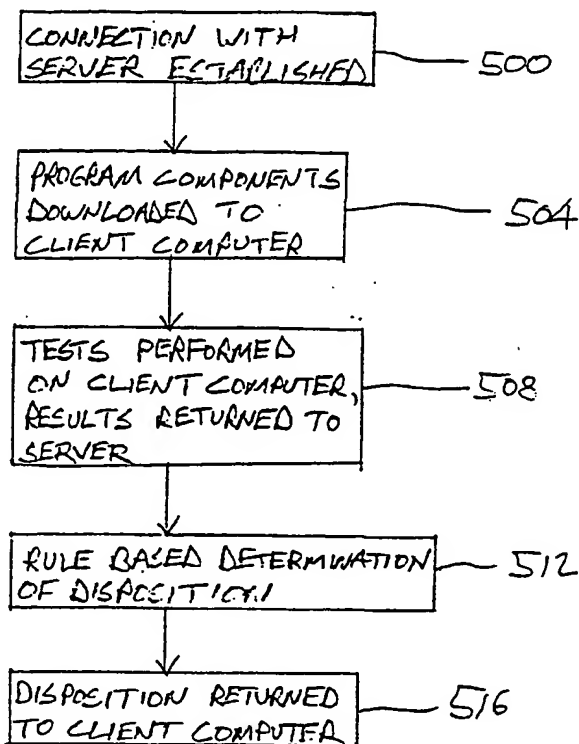 CONNECTION WITH
SERVER ESTABLISHED
500
PROGRAM COMPONENTS
DOWNLOADED TO
CLIENT COMPUTER
504
TESTS PERFORMED
ON CLIENT COMPUTER,
RESULTS RETURNED TO
SERVER
508
RULE BASED DETERMINATION
OF DISPOSITION
512
DISPOSITION RETURNED
TO CLIENT COMPUTER
516